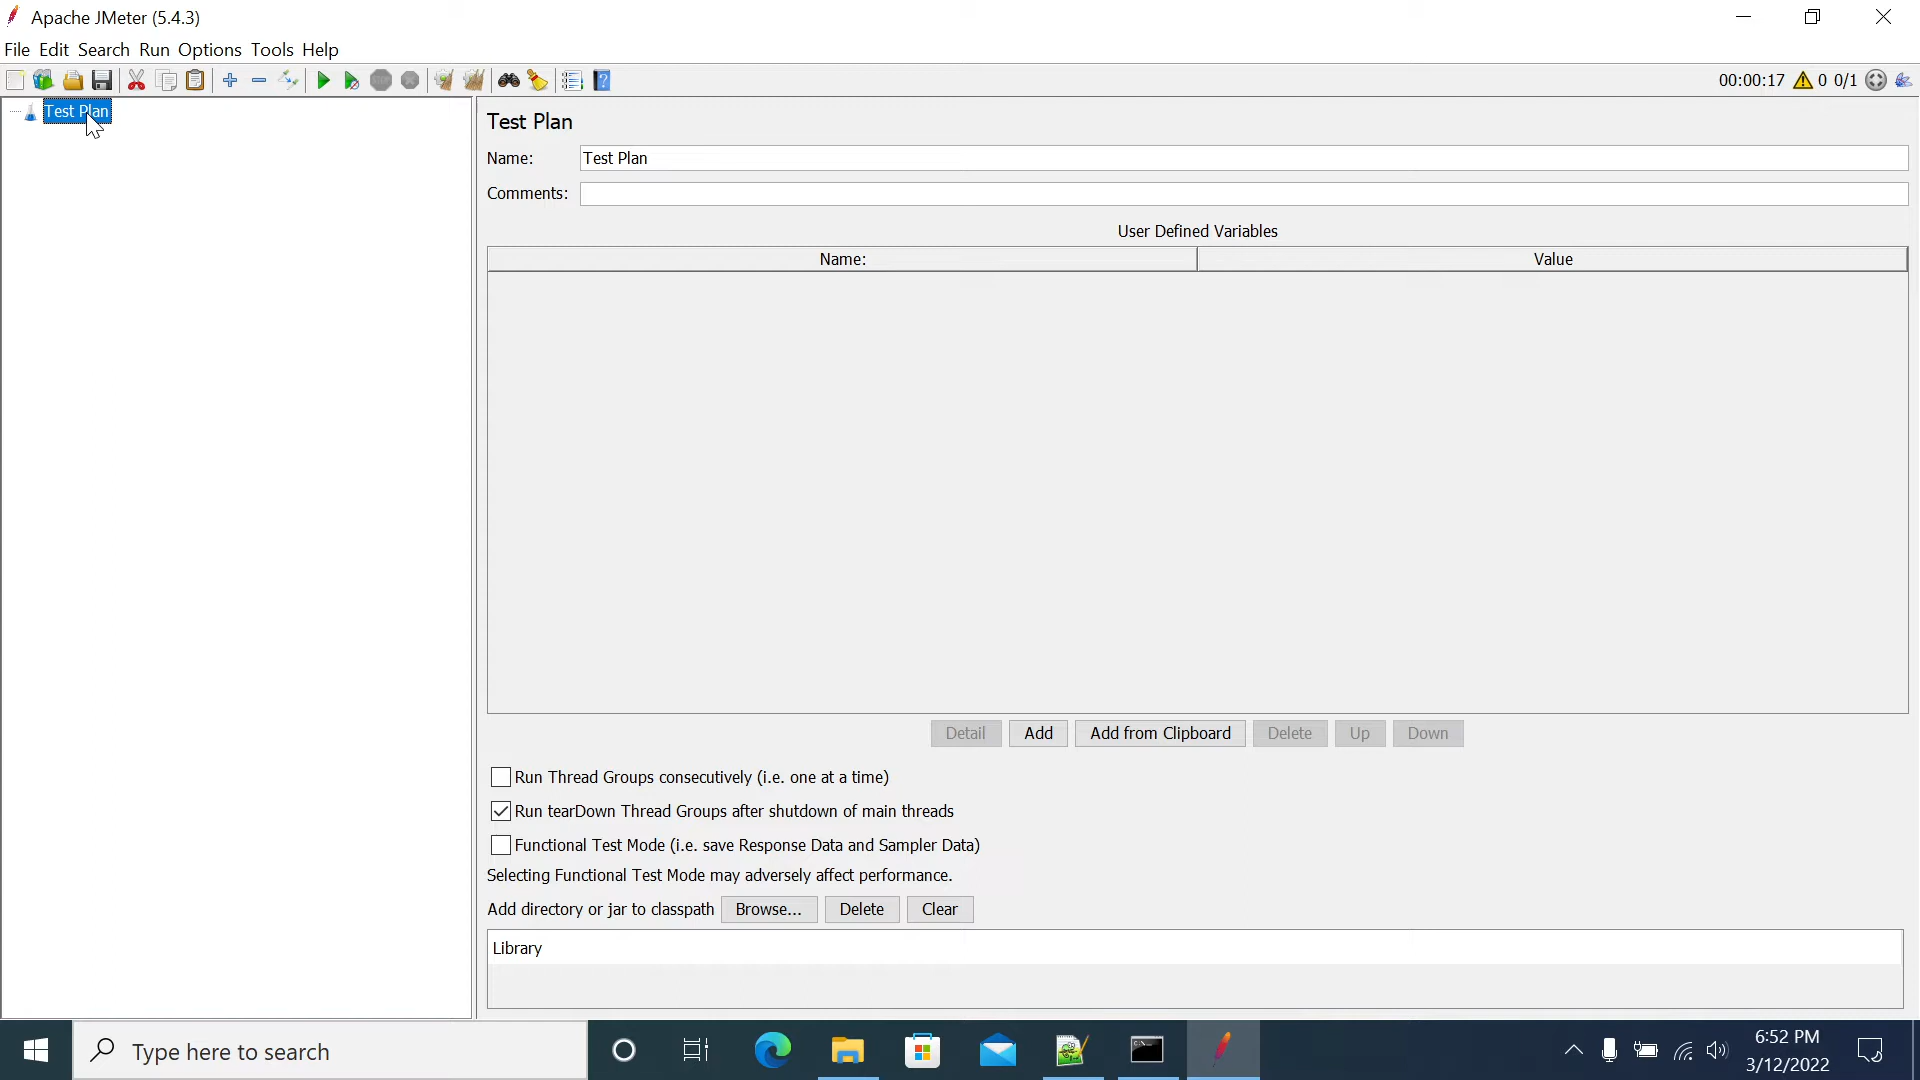 Apache JMeter (5.4.3)
File Edit Search Run Options Tools Help
00:00:17 0 0/1
Test Plan
Test Plan
Name: Test Plan
Comments:
User Defined Variables
Name: Value
Detail Add Add from Clipboard Delete Up Down
Run Thread Groups consecutively (i.e. one at a time)
Run tearDown Thread Groups after shutdown of main threads
Functional Test Mode (i.e. save Response Data and Sampler Data)
Selecting Functional Test Mode may adversely affect performance.
Add directory or jar to classpath Browse... Delete Clear
Library
Type here to search
6:52 PM
3/12/2022